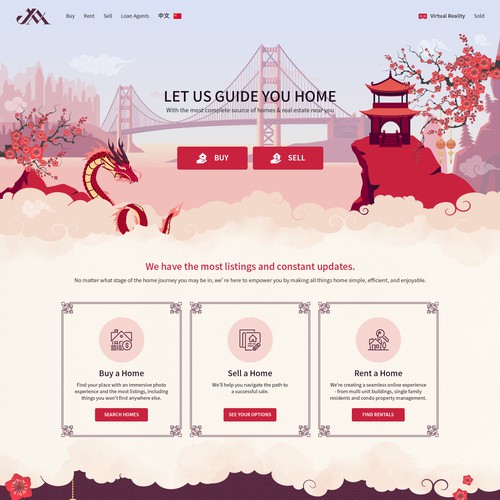 Buy Rent Sell Loan Agents 中文 Virtual Reality Sold
LET US GUIDE YOU HOME
With the most complete source of homes & real estate near you
BUY SELL
We have the most listings and constant updates.
No matter what stage of the home journey you may be in, we' re here to empower you by making all things home simple, efficient, and enjoyable.
Buy a Home
Find your place with an immersive photo
experience and the most listings, including
things you won't find anywhere else.
SEARCH HOMES
Sell a Home
We'll help you navigate the path to
a successful sale.
SEE YOUR OPTIONS
Rent a Home
We're creating a seamless online experience
- from multi unit buildings, single family
residents and condo property management.
FIND RENTALS